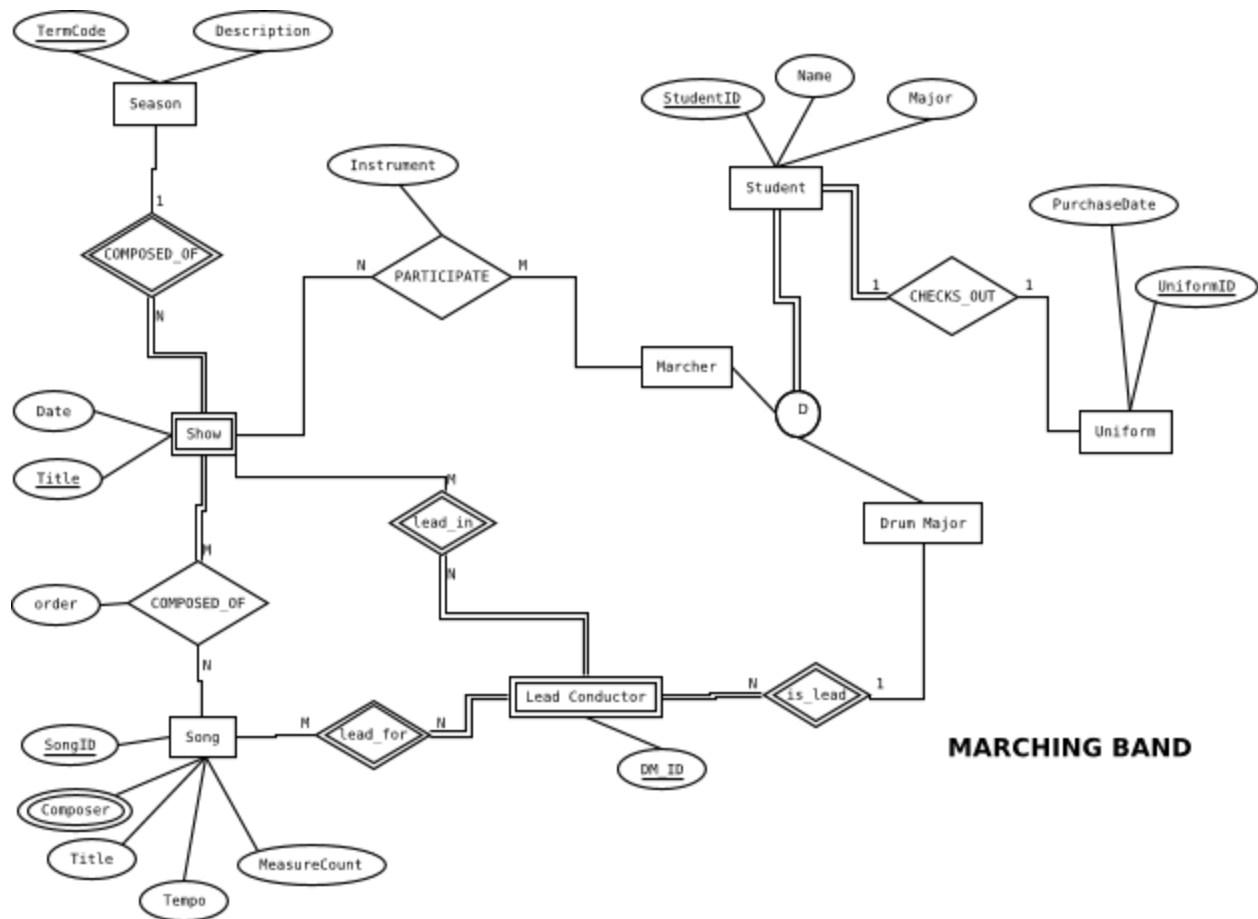 TermCode
Description
Season
1
COMPOSED_OF
N
Instrument
N
PARTICIPATE
M
StudentID
Name
Major
Student
1
CHECKS_OUT
1
PurchaseDate
UniformID
Uniform
Marcher
D
Drum Major
Date
Show
Title
M
lead_in
N
M
order
COMPOSED_OF
N
Lead Conductor
N
is_lead
1
DM_ID
SongID
Song
M
lead_for
N
Composer
Title
Tempo
MeasureCount
MARCHING BAND